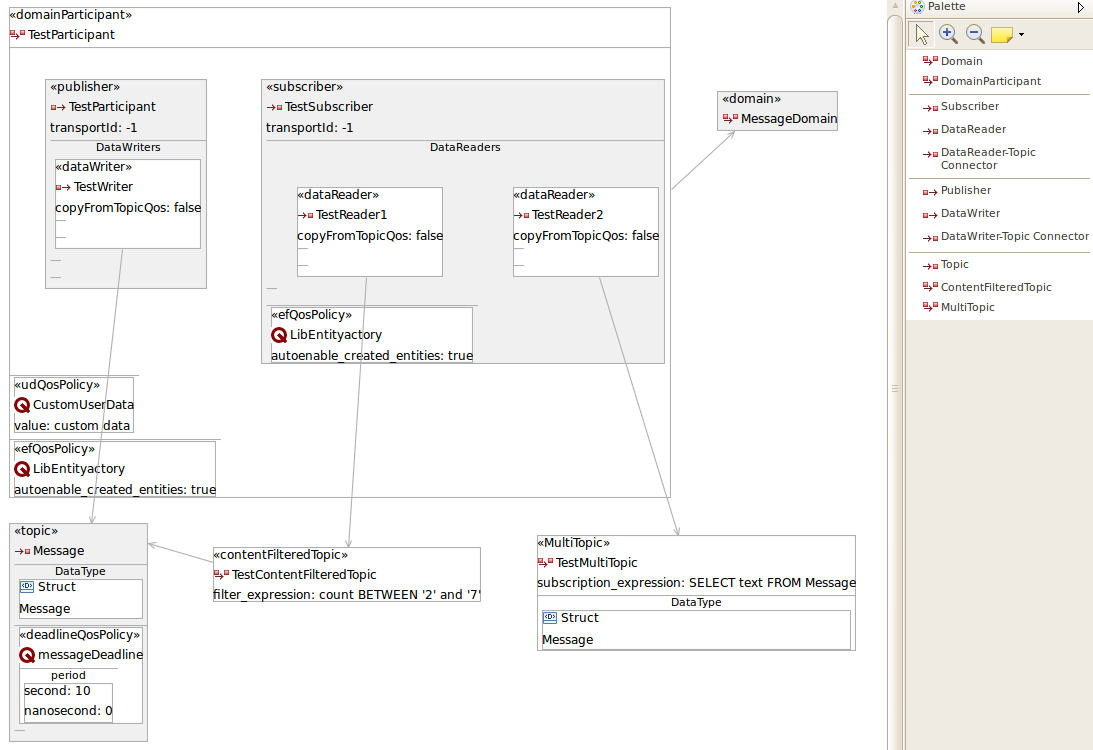 «domainParticipant»
TestParticipant
«publisher»
TestParticipant
transportId: -1
DataWriters
«dataWriter»
TestWriter
copyFromTopicQos: false
«subscriber»
TestSubscriber
transportId: -1
DataReaders
«dataReader»
TestReader1
copyFromTopicQos: false
«dataReader»
TestReader2
copyFromTopicQos: false
«efQosPolicy»
LibEntityactory
autoenable_created_entities: true
«domain»
MessageDomain
«udQosPolicy»
CustomUserData
value: custom data
«efQosPolicy»
LibEntityactory
autoenable_created_entities: true
«topic»
Message
DataType
Struct
Message
«deadlineQosPolicy»
messageDeadline
period
second: 10
nanosecond: 0
«contentFilteredTopic»
TestContentFilteredTopic
filter_expression: count BETWEEN '2' and '7'
«MultiTopic»
TestMultiTopic
subscription_expression: SELECT text FROM Message
DataType
Struct
Message
Palette
Domain
DomainParticipant
Subscriber
DataReader
DataReader-Topic
Connector
Publisher
DataWriter
DataWriter-Topic Connector
Topic
ContentFilteredTopic
MultiTopic